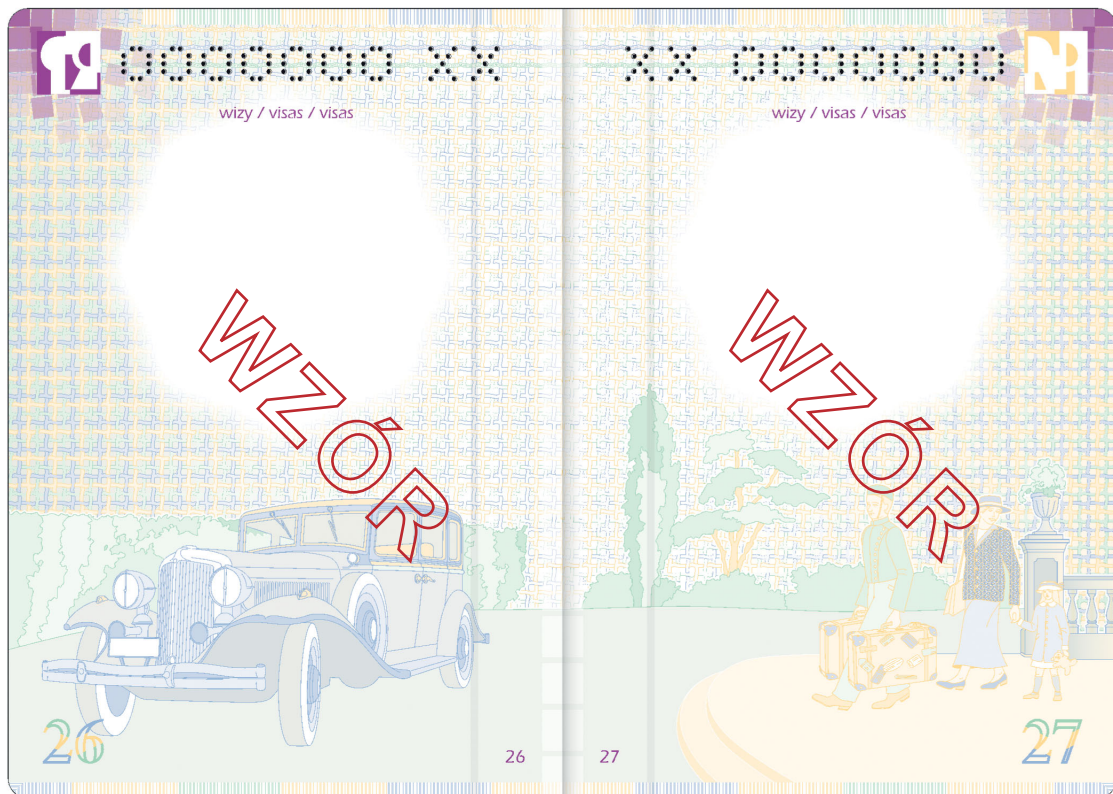 0000000 XX
wizy / visas / visas
WZÓR
26
26
XX 0000000
wizy / visas / visas
WZÓR
27
27